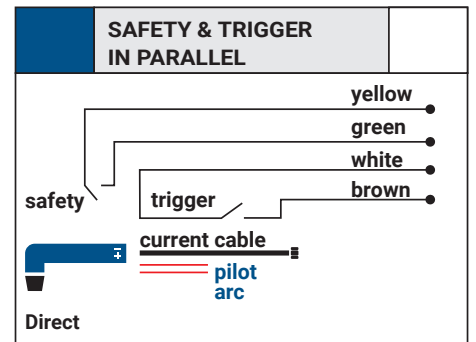 SAFETY & TRIGGER
IN PARALLEL
yellow
green
white
brown
safety
trigger
current cable
pilot
arc
Direct